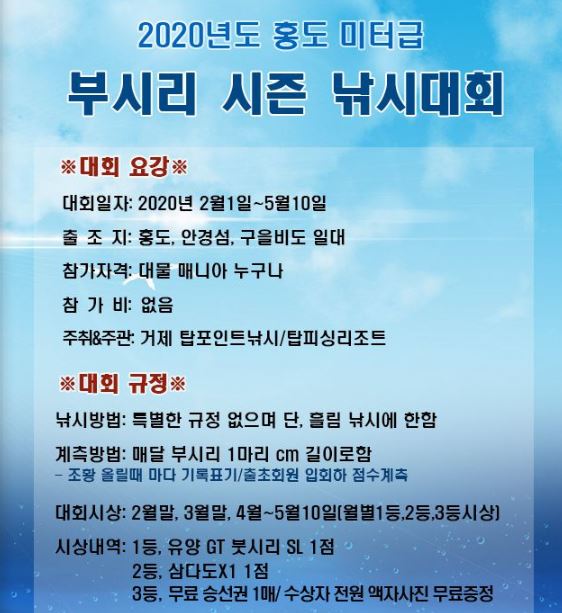 2020년도 홍도 미터급
부시리 시즌 낚시대회
※대회 요강※
대회일자: 2020년 2월1일~5월10일
출 조 지: 홍도, 안경섬, 구을비도 일대
참가자격: 대물 매니아 누구나
참 가 비: 없음
주취&주관: 거제 탑포인트낚시/탑피싱리조트
※대회 규정※
낚시방법: 특별한 규정 없으며 단, 흘림 낚시에 한함
계측방법: 매달 부시리 1마리 cm 길이로함
- 조황 올릴때 마다 기록표기/출조회원 입회하 점수계측
대회시상: 2월말, 3월말, 4월~5월10일(월별1등,2등,3등시상)
시상내역: 1등, 유양 GT 붓시리 SL 1점
2등, 삼다도X1 1점
3등, 무료 승선권 1매/ 수상자 전원 액자사진 무료증정